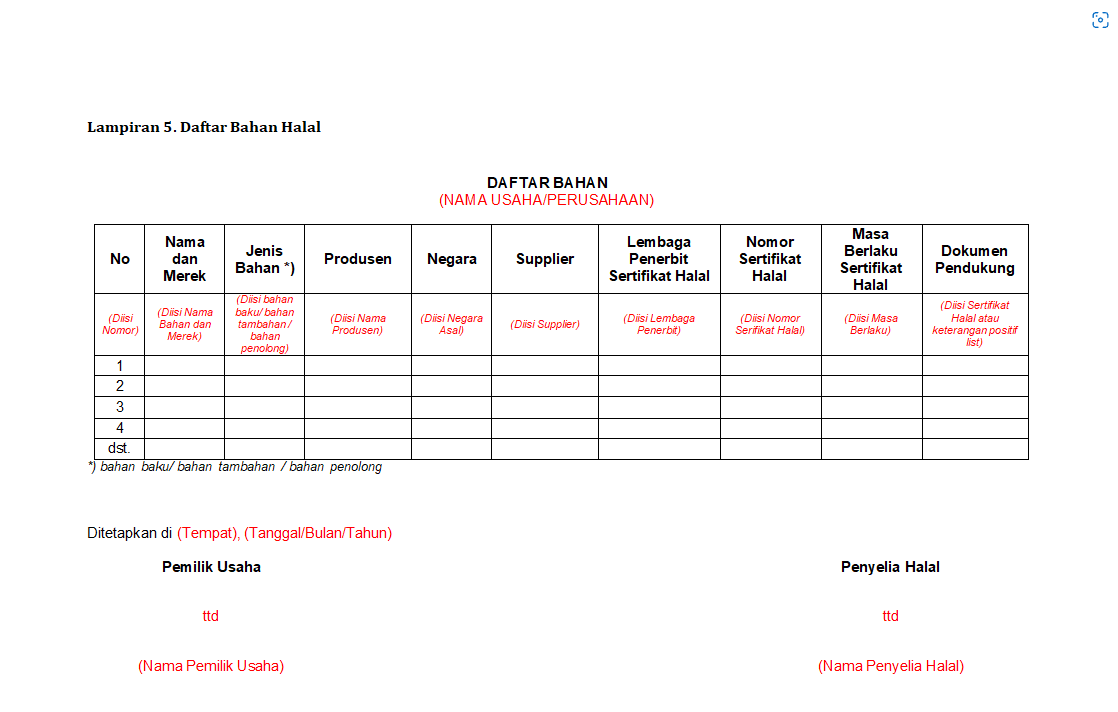 Lampiran 5. Daftar Bahan Halal
DAFTAR BAHAN
(NAMA USAHA/PERUSAHAAN)
No
Nama
dan
Merek
Jenis
Bahan *)
Produsen
Negara
Supplier
Lembaga
Penerbit
Sertifikat Halal
Nomor
Sertifikat
Halal
Masa
Berlaku
Sertifikat
Halal
Dokumen
Pendukung
(Diisi
Nomor)
(Diisi Nama
Bahan dan
Merek)
(Diisi bahan
baku/ bahan
tambahan /
bahan
penolong)
(Diisi Nama
Produsen)
(Diisi Negara
Asal)
(Diisi Supplier)
(Diisi Lembaga
Penerbit)
(Diisi Nomor
Serifikat Halal)
(Diisi Masa
Berlaku)
(Diisi Sertifikat
Halal atau
keterangan positif
list)
1
2
3
4
dst.
*) bahan baku/ bahan tambahan / bahan penolong
Ditetapkan di (Tempat), (Tanggal/Bulan/Tahun)
Pemilik Usaha
Penyelia Halal
ttd
ttd
(Nama Pemilik Usaha)
(Nama Penyelia Halal)